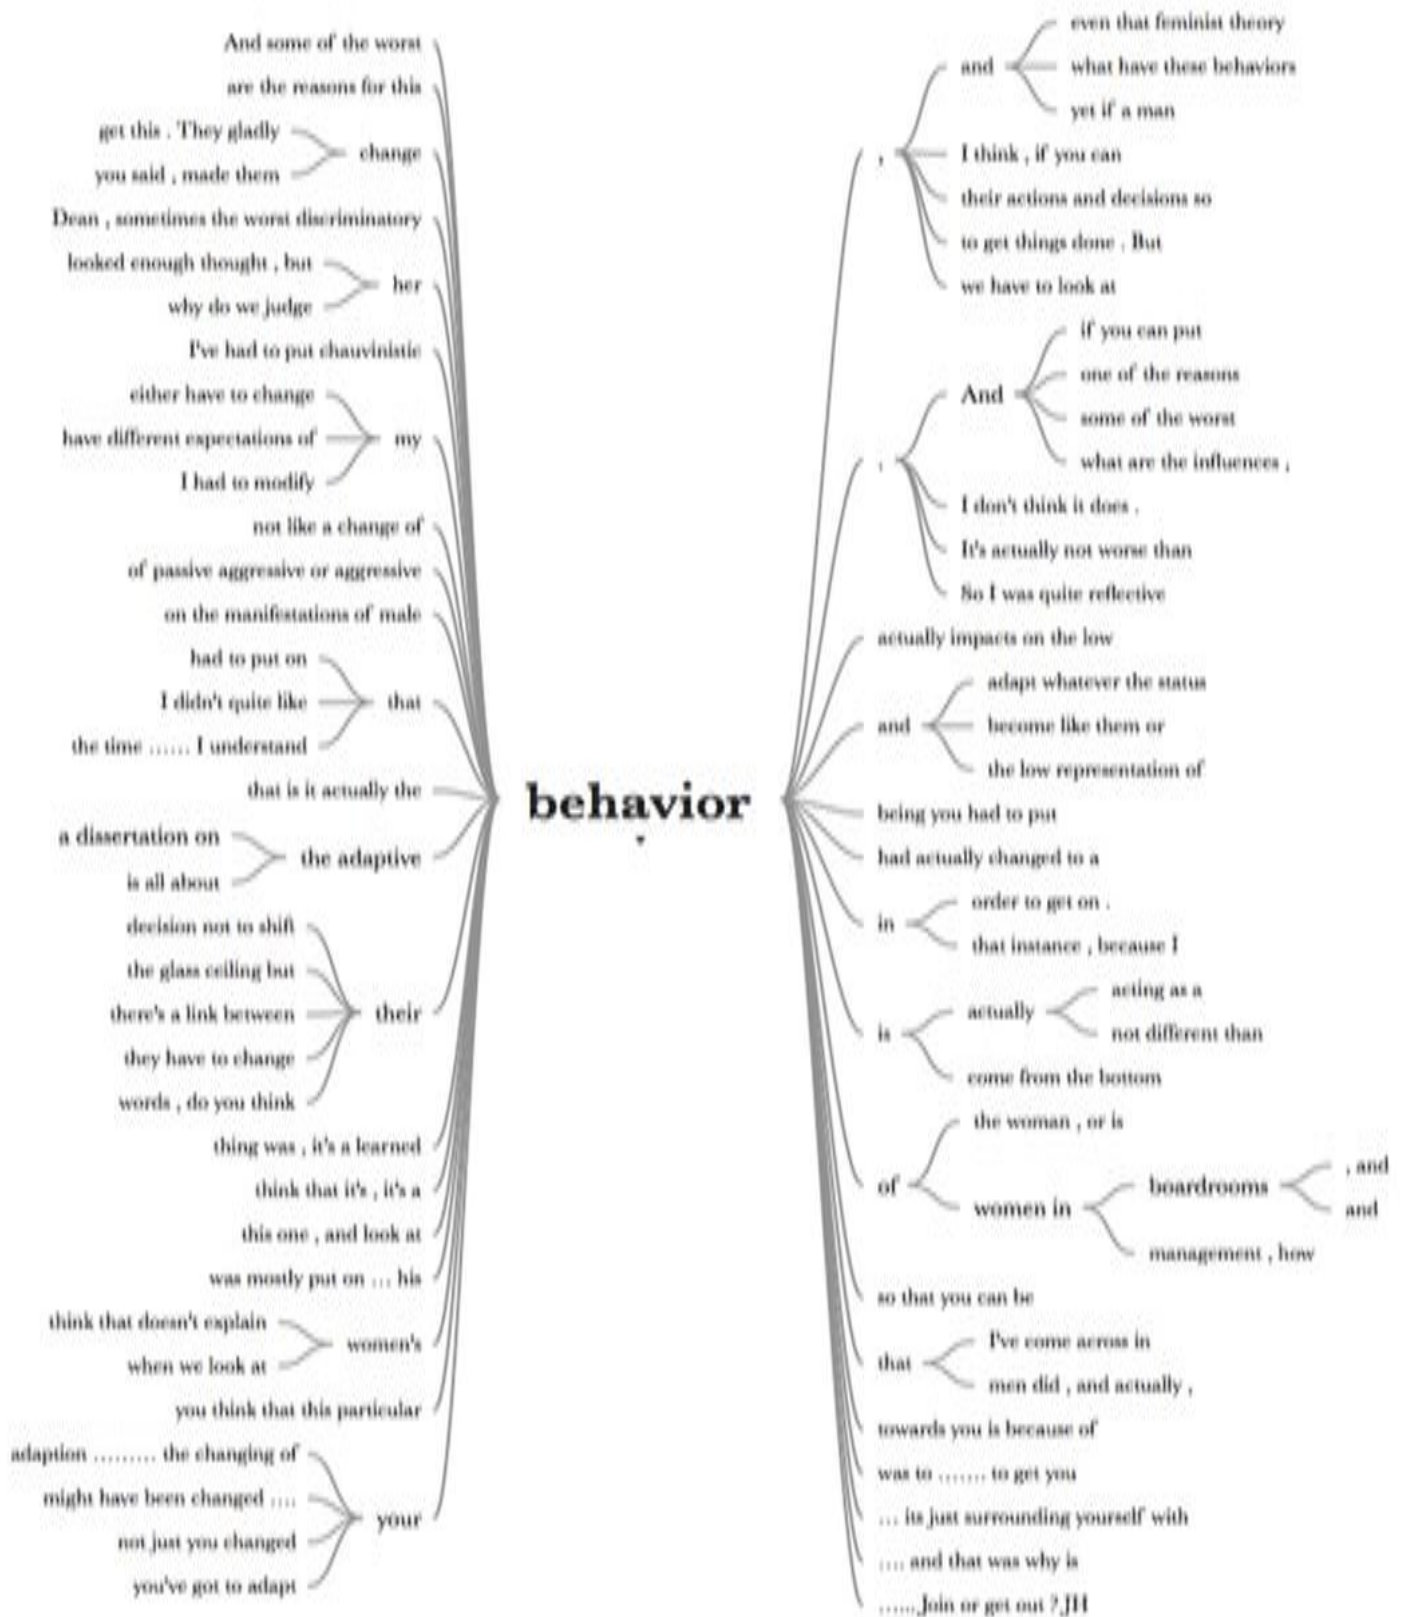 And some of the worst
are the reasons for this
get this . They gladly
you said , made them
change
Dean , sometimes the worst discriminatory
looked enough thought , but
why do we judge
her
I've had to put chauvinistic
either have to change
have different expectations of
I had to modify
my
not like a change of
of passive aggressive or aggressive
on the manifestations of male
had to put on
I didn't quite like
the time ...... I understand
that
that is it actually the
a dissertation on
is all about
the adaptive
decision not to shift
the glass ceiling but
there's a link between
they have to change
words , do you think
their
thing was , it's a learned
think that it's , it's a
this one , and look at
was mostly put on ... his
think that doesn't explain
when we look at
women's
you think that this particular
adaption ......... the changing of
might have been changed ....
not just you changed
you've got to adapt
your
behavior
,
and
even that feminist theory
what have these behaviors
yet if a man
I think , if you can
their actions and decisions so
to get things done . But
we have to look at
.
And
if you can put
one of the reasons
some of the worst
what are the influences ,
I don't think it does .
It's actually not worse than
So I was quite reflective
actually impacts on the low
and
adapt whatever the status
become like them or
the low representation of
being you had to put
had actually changed to a
in
order to get on .
that instance , because I
is
actually
acting as a
not different than
come from the bottom
of
the woman , or is
women in
boardrooms
, and
and
management , how
so that you can be
that
I've come across in
men did , and actually ,
towards you is because of
was to ....... to get you
... its just surrounding yourself with
.... and that was why is
...... Join or get out ? JH